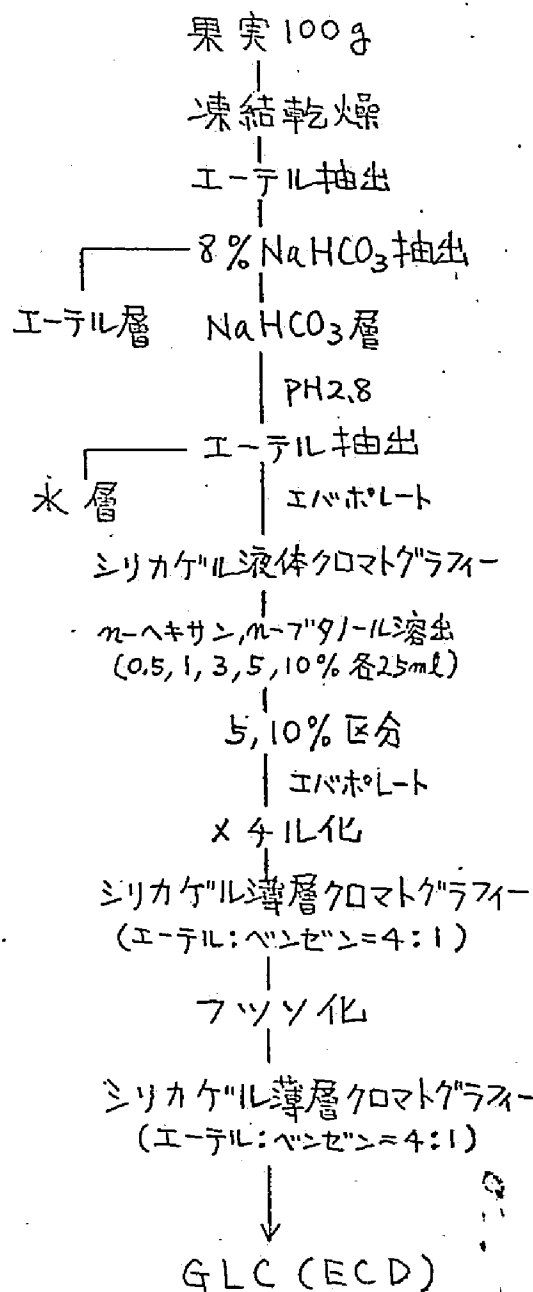 果実100g
凍結乾燥
エーテル抽出
8%NaHCO₃抽出
エーテル層 NaHCO₃層
PH2.8
エーテル抽出
水層 エバポレート
シリカゲル液体クロマトグラフィー
n-ヘキサン,n-ブタノール溶出
(0.5,1,3,5,10% 各25ml)
5,10%区分
エバポレート
メチル化
シリカゲル薄層クロマトグラフィー
(エーテル:ベンゼン=4:1)
フッソ化
シリカゲル薄層クロマトグラフィー
(エーテル:ベンゼン=4:1)
GLC(ECD)